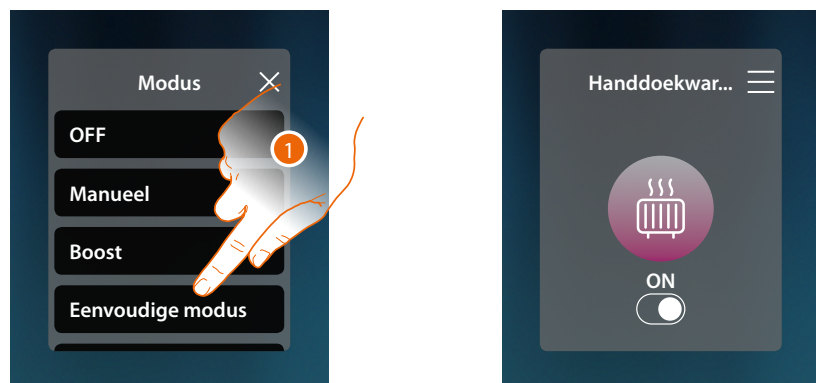 Modus
OFF
1
Manueel
Boost
Eenvoudige modus
Handdoekwar...
ON